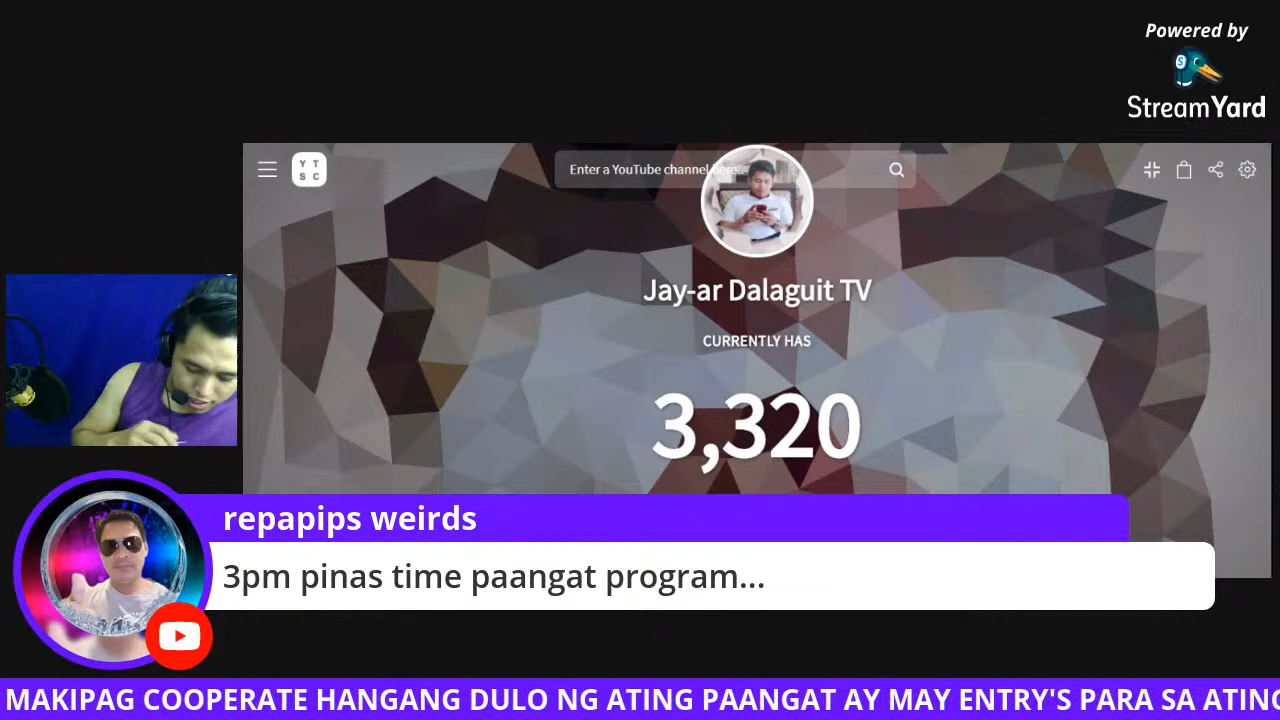 Powered by
StreamYard
Y T
S C
Enter a YouTube channel here...
Jay-ar Dalaguit TV
CURRENTLY HAS
3,320
repapips weirds
3pm pinas time paangat program...
MAKIPAG COOPERATE HANGANG DULO NG ATING PAANGAT AY MAY ENTRY'S PARA SA ATING